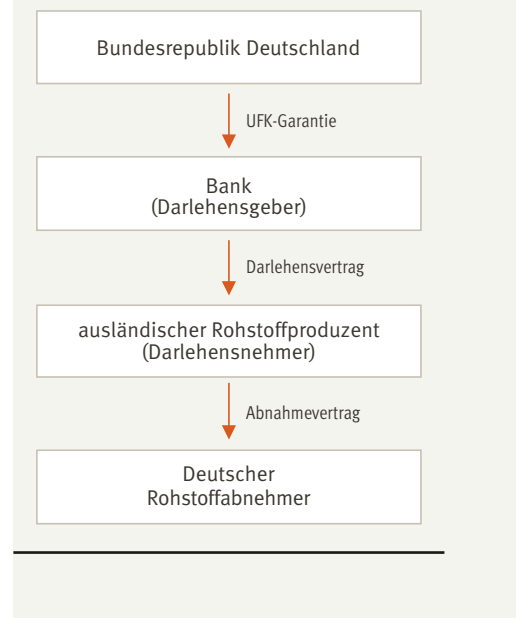 Bundesrepublik Deutschland
UFK-Garantie
Bank
(Darlehensgeber)
Darlehensvertrag
ausländischer Rohstoffproduzent
(Darlehensnehmer)
Abnahmevertrag
Deutscher
Rohstoffabnehmer